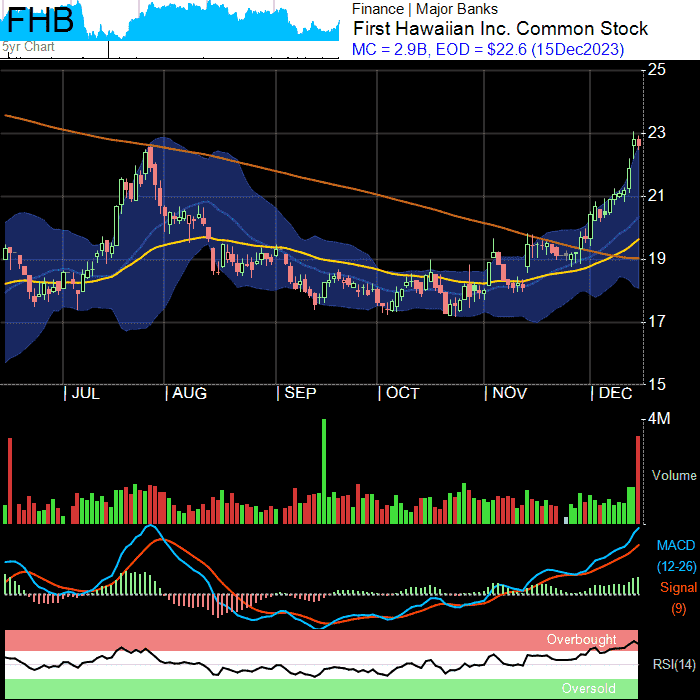 FHB
5yr Chart
Finance | Major Banks
First Hawaiian Inc. Common Stock
MC = 2.9B, EOD = $22.6 (15Dec2023)
25
23
21
19
17
15
| JUL | AUG | SEP | OCT | NOV | DEC
4M
Volume
MACD
(12-26)
Signal
(9)
Overbought
RSI(14)
Oversold